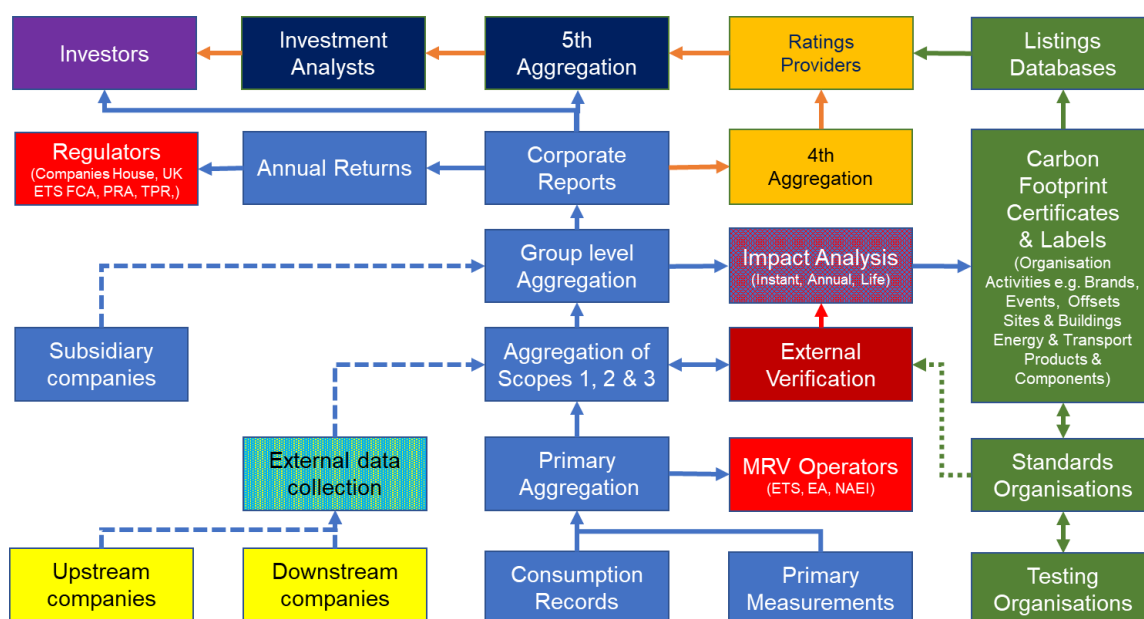 Investors
Investment
Analysts
5th
Aggregation
Ratings
Providers
Listings
Databases
Regulators
(Companies House, UK
ETS FCA, PRA, TPR,)
Annual Returns
Corporate
Reports
4th
Aggregation
Carbon
Footprint
Certificates
& Labels
(Organisation
Activities e.g. Brands,
Events, Offsets
Sites & Buildings
Energy & Transport
Products &
Components)
Group level
Aggregation
Impact Analysis
(Instant, Annual, Life)
Subsidiary
companies
Aggregation of
Scopes 1, 2 & 3
External
Verification
External data
collection
Primary
Aggregation
MRV Operators
(ETS, EA, NAEI)
Standards
Organisations
Upstream
companies
Downstream
companies
Consumption
Records
Primary
Measurements
Testing
Organisations